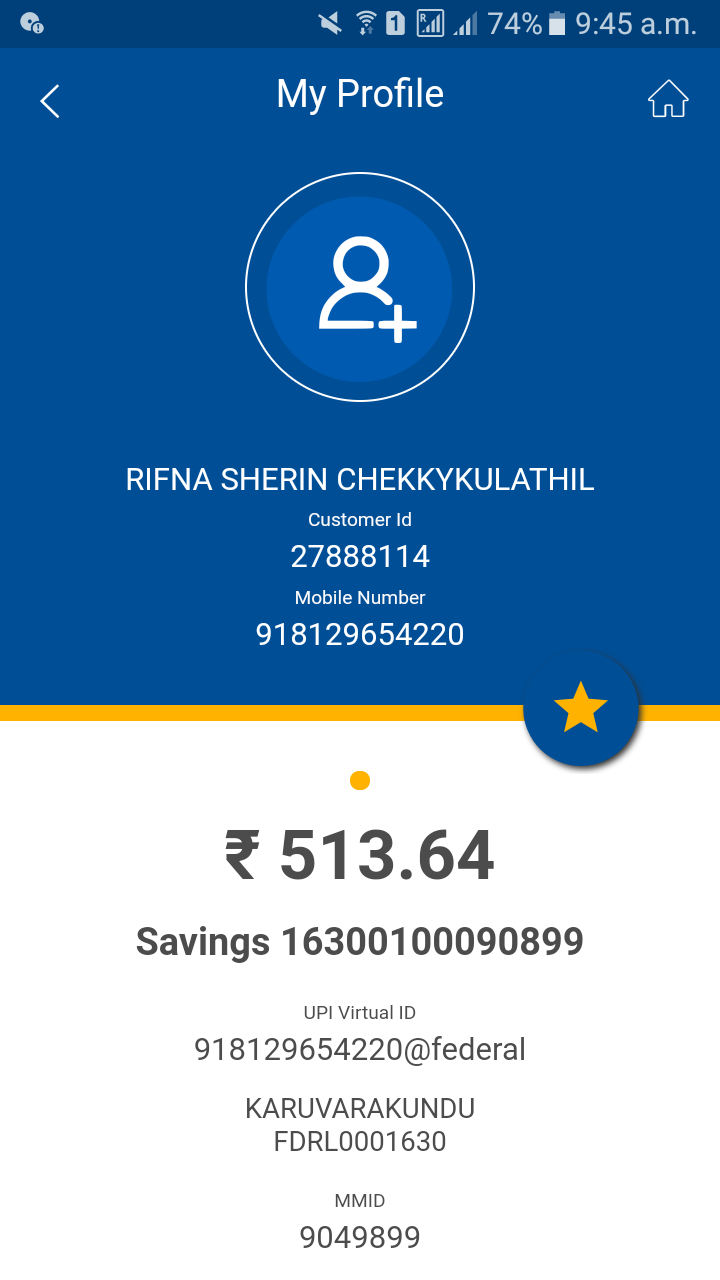 74% 9:45 a.m.
My Profile
RIFNA SHERIN CHEKKYKULATHIL
Customer Id
27888114
Mobile Number
918129654220
₹ 513.64
Savings 16300100090899
UPI Virtual ID
918129654220@federal
KARUVARAKUNDU
FDRL0001630
MMID
9049899